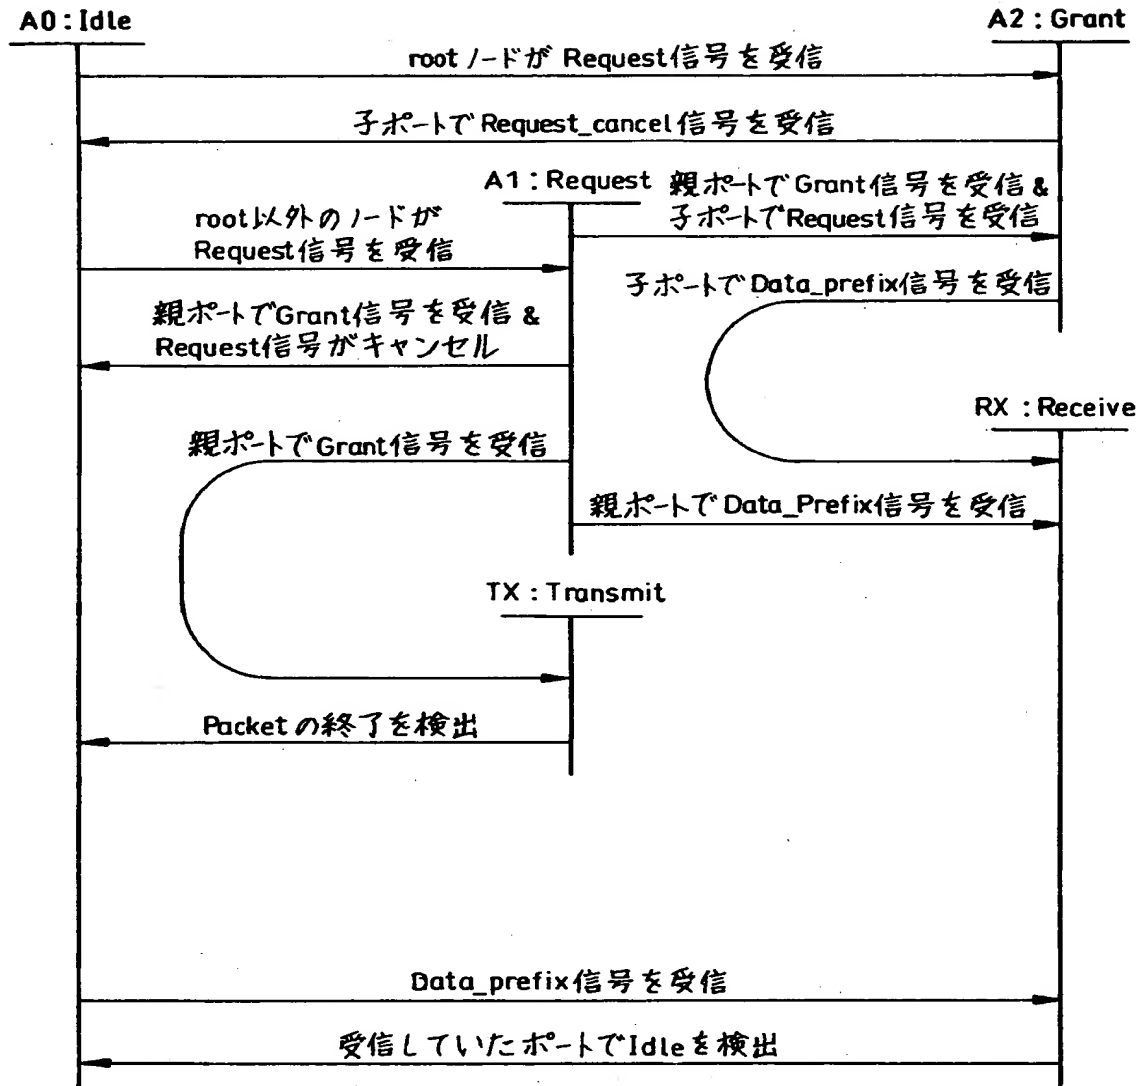 A0:Idle
A2:Grant
rootノードがRequest信号を受信
子ポートでRequest_cancel信号を受信
A1:Request
親ポートでGrant信号を受信&
子ポートでRequest信号を受信
root以外のノードが
Request信号を受信
子ポートでData_prefix信号を受信
親ポートでGrant信号を受信&
Request信号がキャンセル
RX:Receive
親ポートでGrant信号を受信
親ポートでData_Prefix信号を受信
TX:Transmit
Packetの終了を検出
Data_prefix信号を受信
受信していたポートでIdleを検出